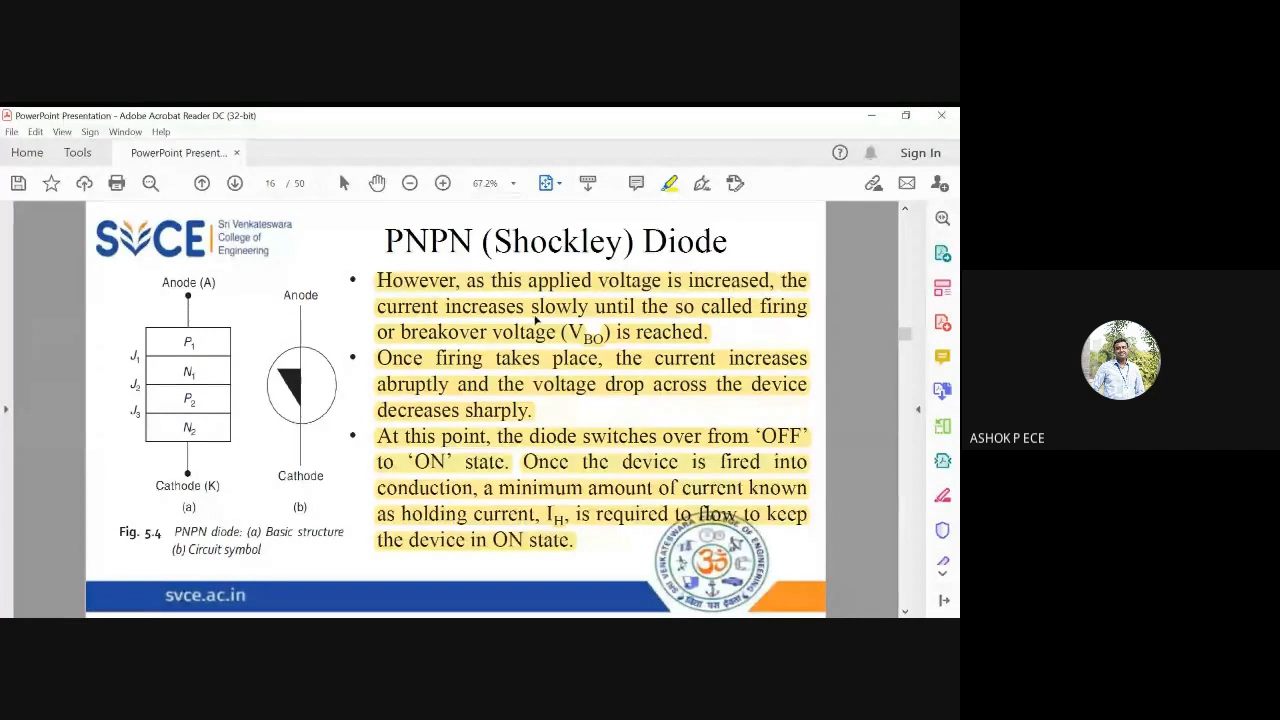 PowerPoint Presentation - Adobe Acrobat Reader DC (32-bit)
File Edit View Sign Window Help
Home Tools PowerPoint Present... × Sign In
16 / 50 67.2%
SVCE Sri Venkateswara
College of
Engineering
PNPN (Shockley) Diode
Anode (A)
P1
J1
N1
J2
P2
J3
N2
Cathode (K)
(a)
Anode
Cathode
(b)
Fig. 5.4 PNPN diode: (a) Basic structure
(b) Circuit symbol
• However, as this applied voltage is increased, the
current increases slowly until the so called firing
or breakover voltage (VBO) is reached.
• Once firing takes place, the current increases
abruptly and the voltage drop across the device
decreases sharply.
• At this point, the diode switches over from ‘OFF’
to ‘ON’ state. Once the device is fired into
conduction, a minimum amount of current known
as holding current, IH, is required to flow to keep
the device in ON state.
SRI VENKATESWARA COLLEGE OF ENGINEERING
svce.ac.in
ASHOK P ECE